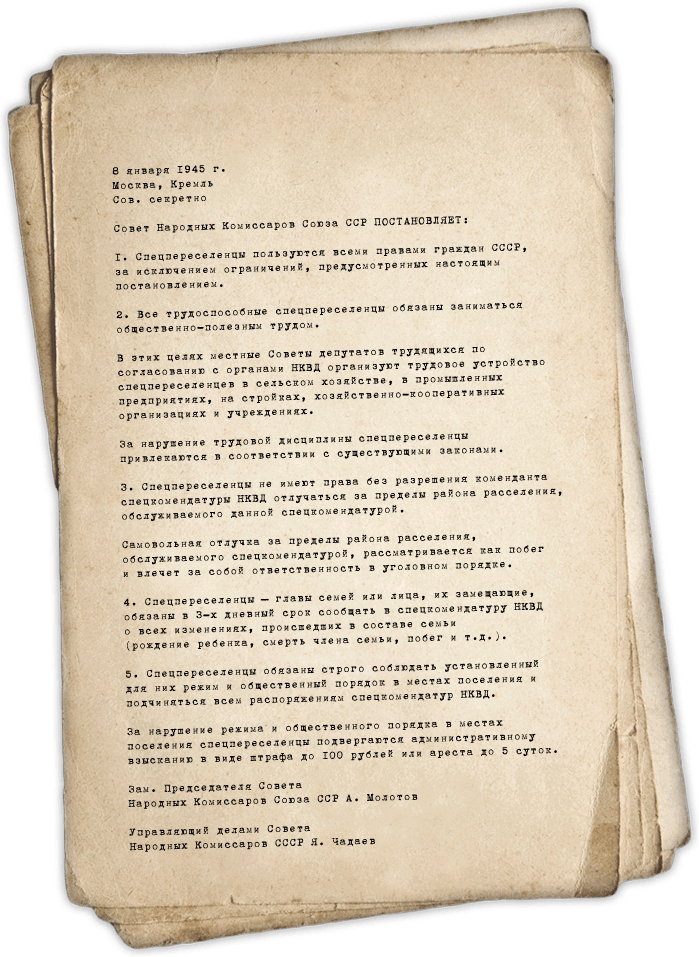 8 января I945 г.
Москва, Кремль
Сов. секретно
Совет Народных Комиссаров Союза ССР ПОСТАНОВЛЯЕТ:
I. Спецпереселенцы пользуются всеми правами граждан СССР,
за исключением ограничений, предусмотренных настоящим
постановлением.
2. Все трудоспособные спецпереселенцы обязаны заниматься
общественно-полезным трудом.
В этих целях местные Советы депутатов трудящихся по
согласованию с органами НКВД организуют трудовое устройство
спецпереселенцев в сельском хозяйстве, в промышленных
предприятиях, на стройках, хозяйственно-кооперативных
организациях и учреждениях.
За нарушение трудовой дисциплины спецпереселенцы
привлекаются в соответствии с существующими законами.
3. Спецпереселенцы не имеют права без разрешения коменданта
спецкомендатуры НКВД отлучаться за пределы района расселения,
обслуживаемого данной спецкомендатурой.
Самовольная отлучка за пределы района расселения,
обслуживаемого спецкомендатурой, рассматривается как побег
и влечет за собой ответственность в уголовном порядке.
4. Спецпереселенцы – главы семей или лица, их замещающие,
обязаны в 3-х дневный срок сообщать в спецкомендатуру НКВД
о всех изменениях, происшедших в составе семьи
(рождение ребенка, смерть члена семьи, побег и т.д.).
5. Спецпереселенцы обязаны строго соблюдать установленный
для них режим и общественный порядок в местах поселения и
подчиняться всем распоряжениям спецкомендатур НКВД.
За нарушение режима и общественного порядка в местах
поселения спецпереселенцы подвергаются административному
взысканию в виде штрафа до I00 рублей или ареста до 5 суток.
Зам. Председателя Совета
Народных Комиссаров Союза ССР А. Молотов
Управляющий делами Совета
Народных Комиссаров СССР Я. Чадаев